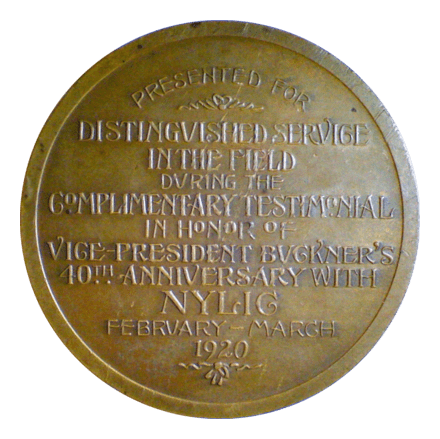 PRESENTED FOR
DISTINGVISHED SERVICE
IN THE FIELD
DVRING THE
COMPLIMENTARY TESTIMONIAL
IN HONOR OF
VICE-PRESIDENT BVCKNER'S
40TH ANNIVERSARY WITH
NYLIC
FEBRVARY - MARCH
1920